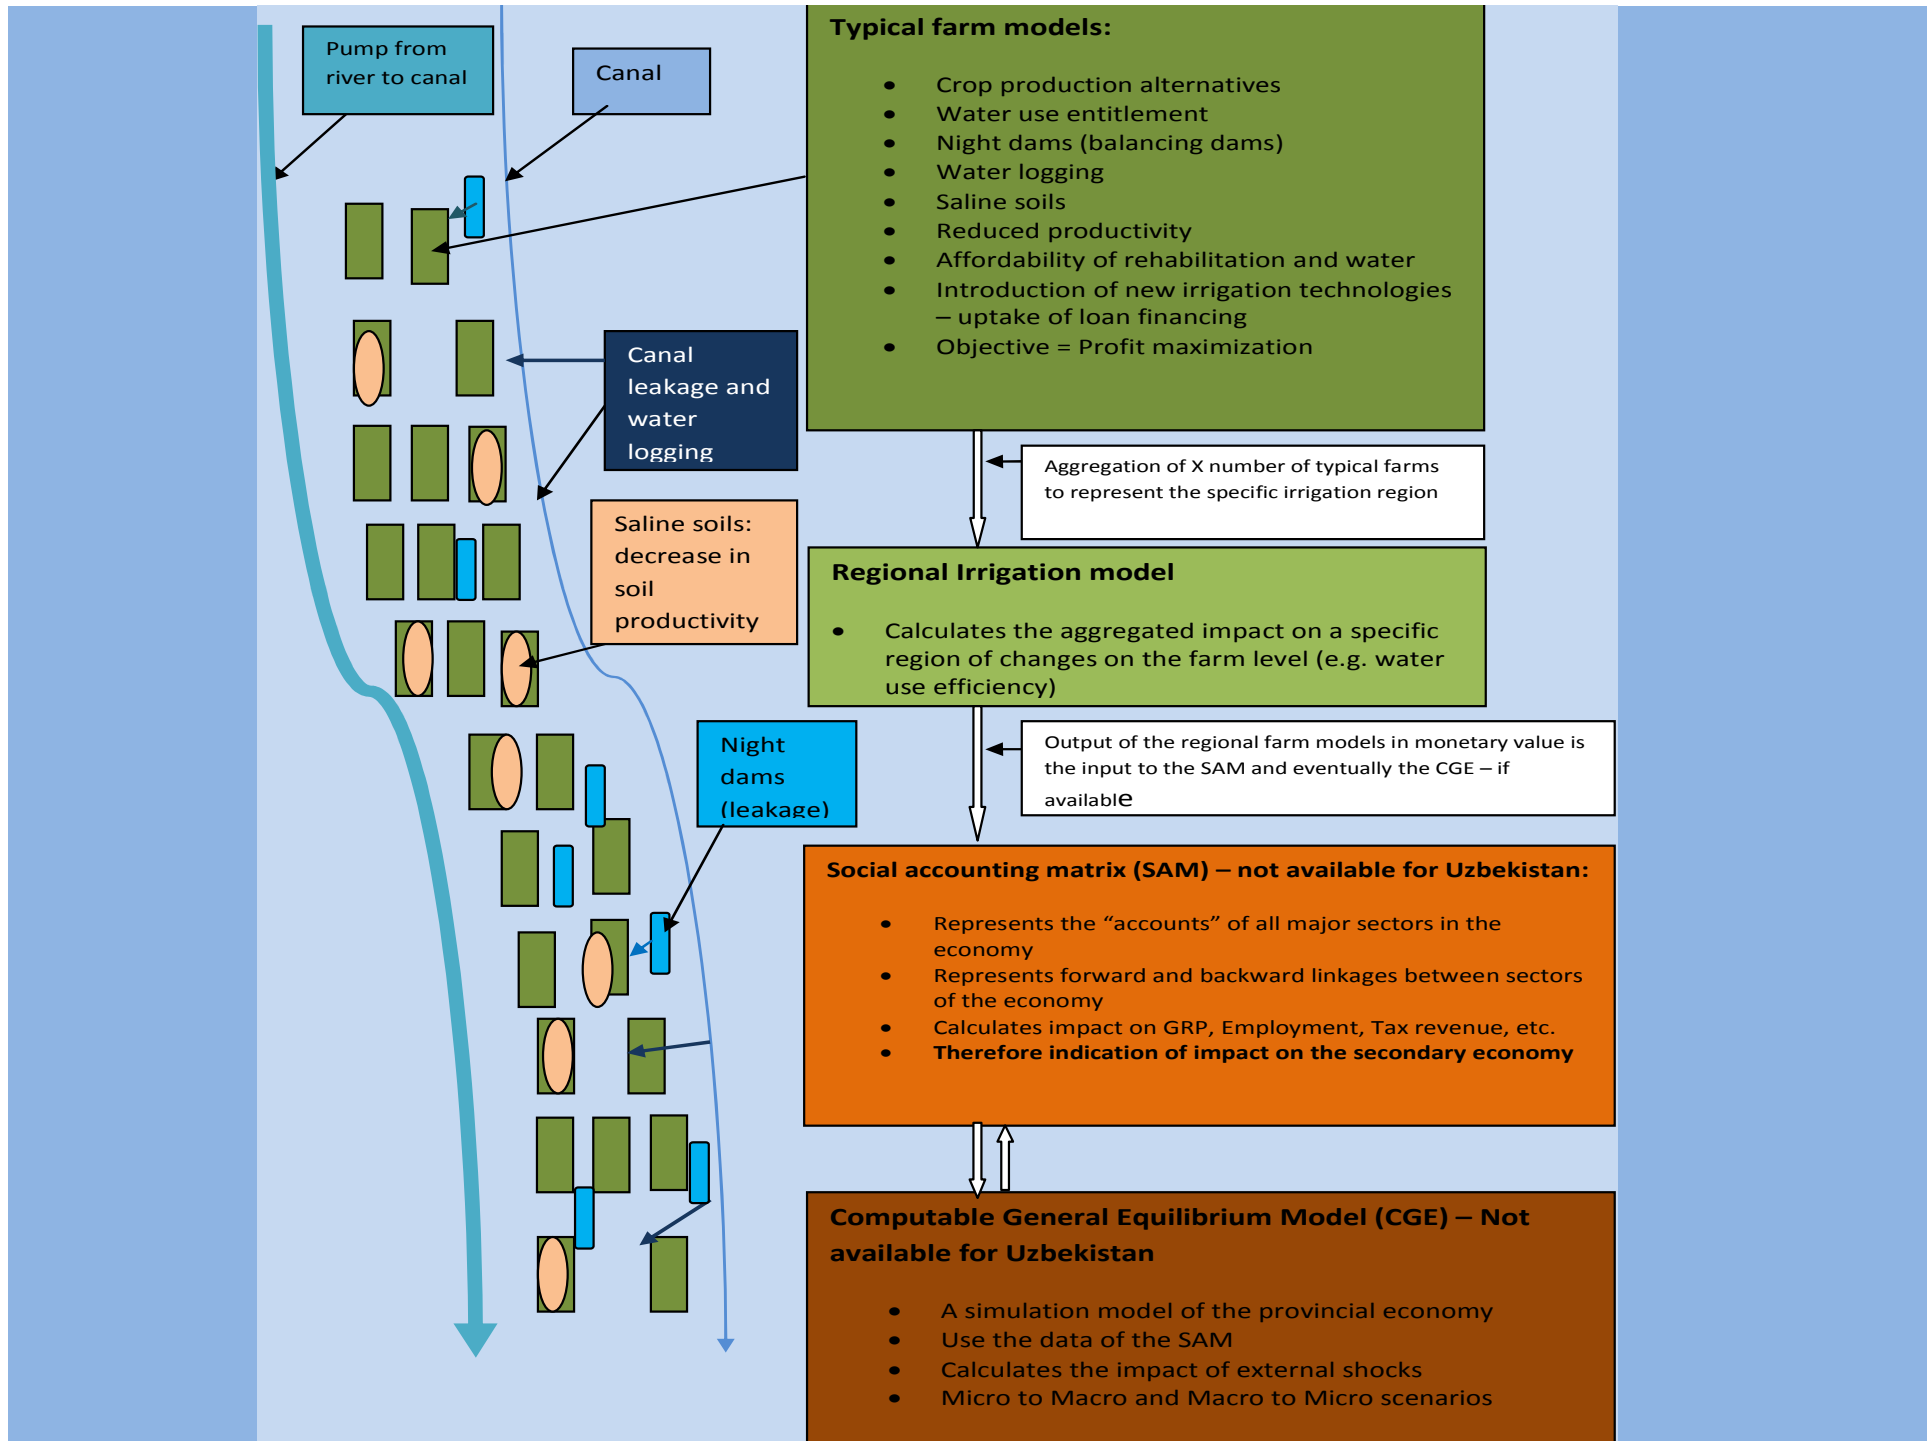 Pump from
river to canal
Canal
Typical farm models:
• Crop production alternatives
• Water use entitlement
• Night dams (balancing dams)
• Water logging
• Saline soils
• Reduced productivity
• Affordability of rehabilitation and water
• Introduction of new irrigation technologies
– uptake of loan financing
• Objective = Profit maximization
Canal
leakage and
water
logging
Aggregation of X number of typical farms
to represent the specific irrigation region
Saline soils:
decrease in
soil
productivity
Regional Irrigation model
• Calculates the aggregated impact on a specific
region of changes on the farm level (e.g. water
use efficiency)
Night
dams
(leakage)
Output of the regional farm models in monetary value is
the input to the SAM and eventually the CGE – if
available
Social accounting matrix (SAM) – not available for Uzbekistan:
• Represents the “accounts” of all major sectors in the
economy
• Represents forward and backward linkages between sectors
of the economy
• Calculates impact on GRP, Employment, Tax revenue, etc.
• Therefore indication of impact on the secondary economy
Computable General Equilibrium Model (CGE) – Not
available for Uzbekistan
• A simulation model of the provincial economy
• Use the data of the SAM
• Calculates the impact of external shocks
• Micro to Macro and Macro to Micro scenarios